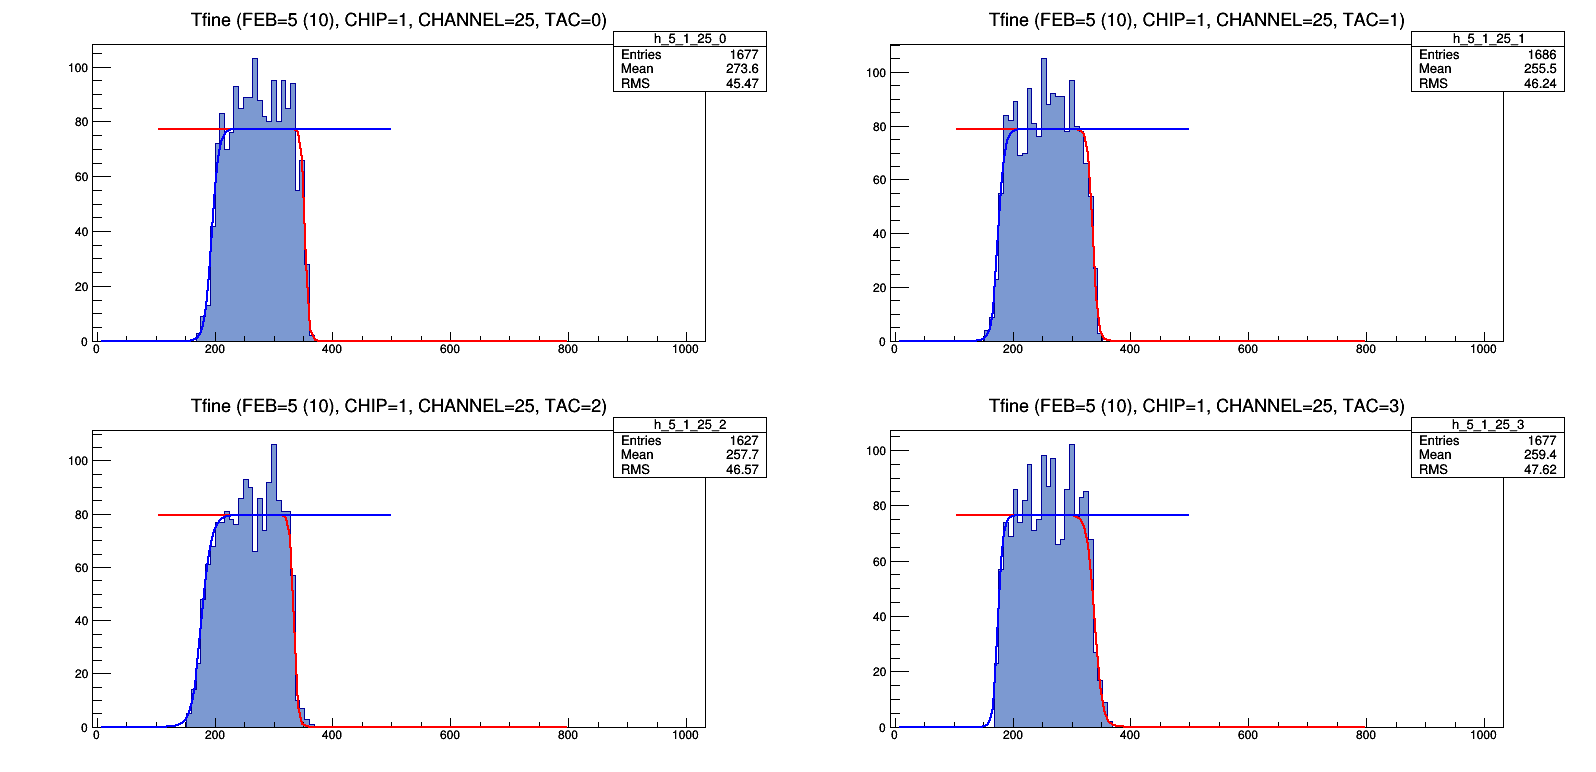 Tfine (FEB=5 (10), CHIP=1, CHANNEL=25, TAC=0)
h_5_1_25_0
Entries 1677
Mean 273.6
RMS 45.47
100
80
60
40
20
0
0 200 400 600 800 1000
Tfine (FEB=5 (10), CHIP=1, CHANNEL=25, TAC=1)
h_5_1_25_1
Entries 1686
Mean 255.5
RMS 46.24
100
80
60
40
20
0
0 200 400 600 800 1000
Tfine (FEB=5 (10), CHIP=1, CHANNEL=25, TAC=2)
h_5_1_25_2
Entries 1627
Mean 257.7
RMS 46.57
100
80
60
40
20
0
0 200 400 600 800 1000
Tfine (FEB=5 (10), CHIP=1, CHANNEL=25, TAC=3)
h_5_1_25_3
Entries 1677
Mean 259.4
RMS 47.62
100
80
60
40
20
0
0 200 400 600 800 1000